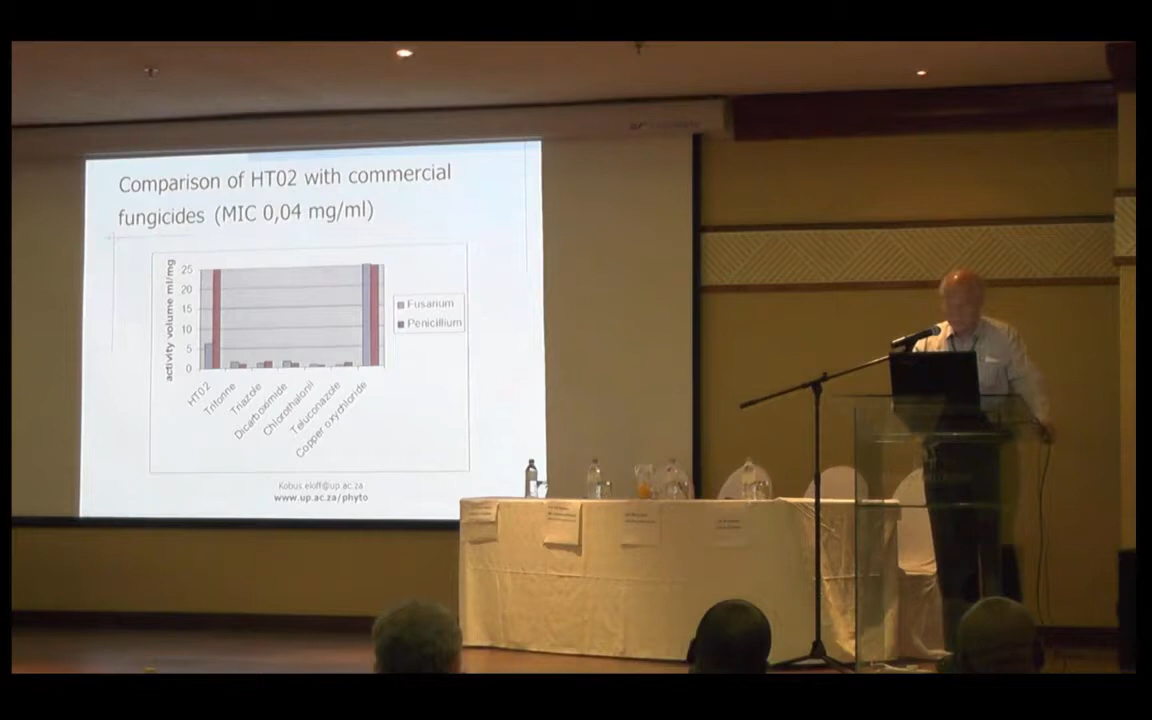 Comparison of HT02 with commercial
fungicides (MIC 0,04 mg/ml)
activity volume ml/mg
25
20
15
10
5
0
Fusarium
Penicillium
HT02
Triforine
Triazole
Dicarboximide
Chlorothalonil
Tebuconazole
Copper oxychloride
Kobus.eloff@up.ac.za
www.up.ac.za/phyto